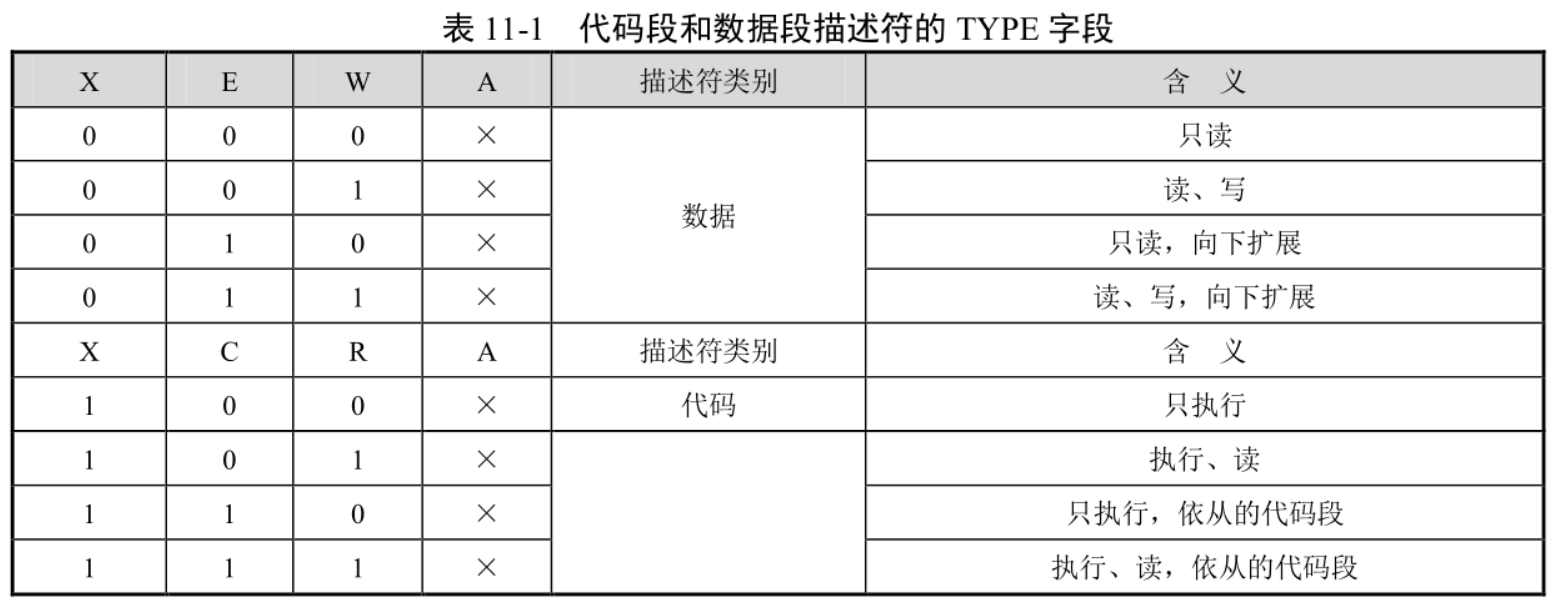 表 11-1 代码段和数据段描述符的 TYPE 字段
X E W A 描述符类别 含 义
0 0 0 × 数据 只读
0 0 1 × 读、写
0 1 0 × 只读，向下扩展
0 1 1 × 读、写，向下扩展
X C R A 描述符类别 含 义
1 0 0 × 代码 只执行
1 0 1 × 执行、读
1 1 0 × 只执行，依从的代码段
1 1 1 × 执行、读，依从的代码段